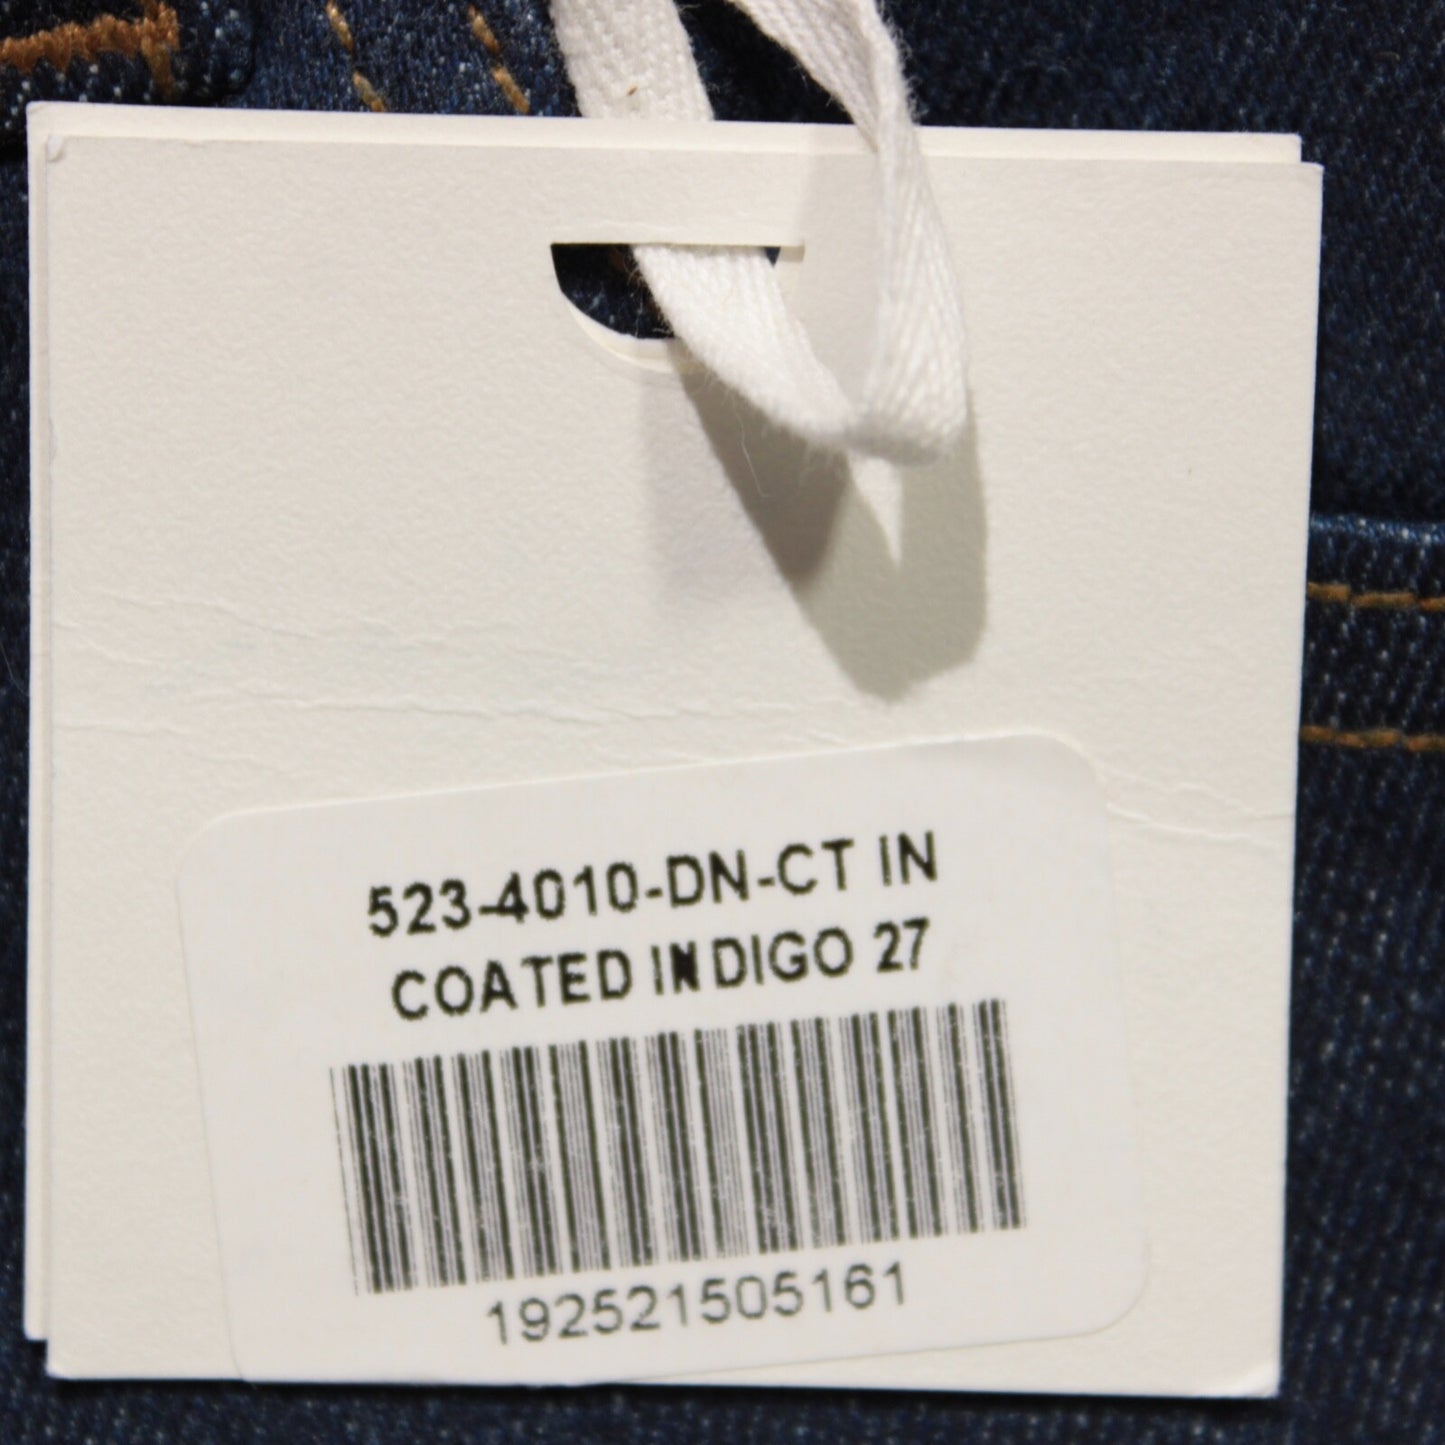 523-4010-DN-CT IN
COATED INDIGO 27
192521505161